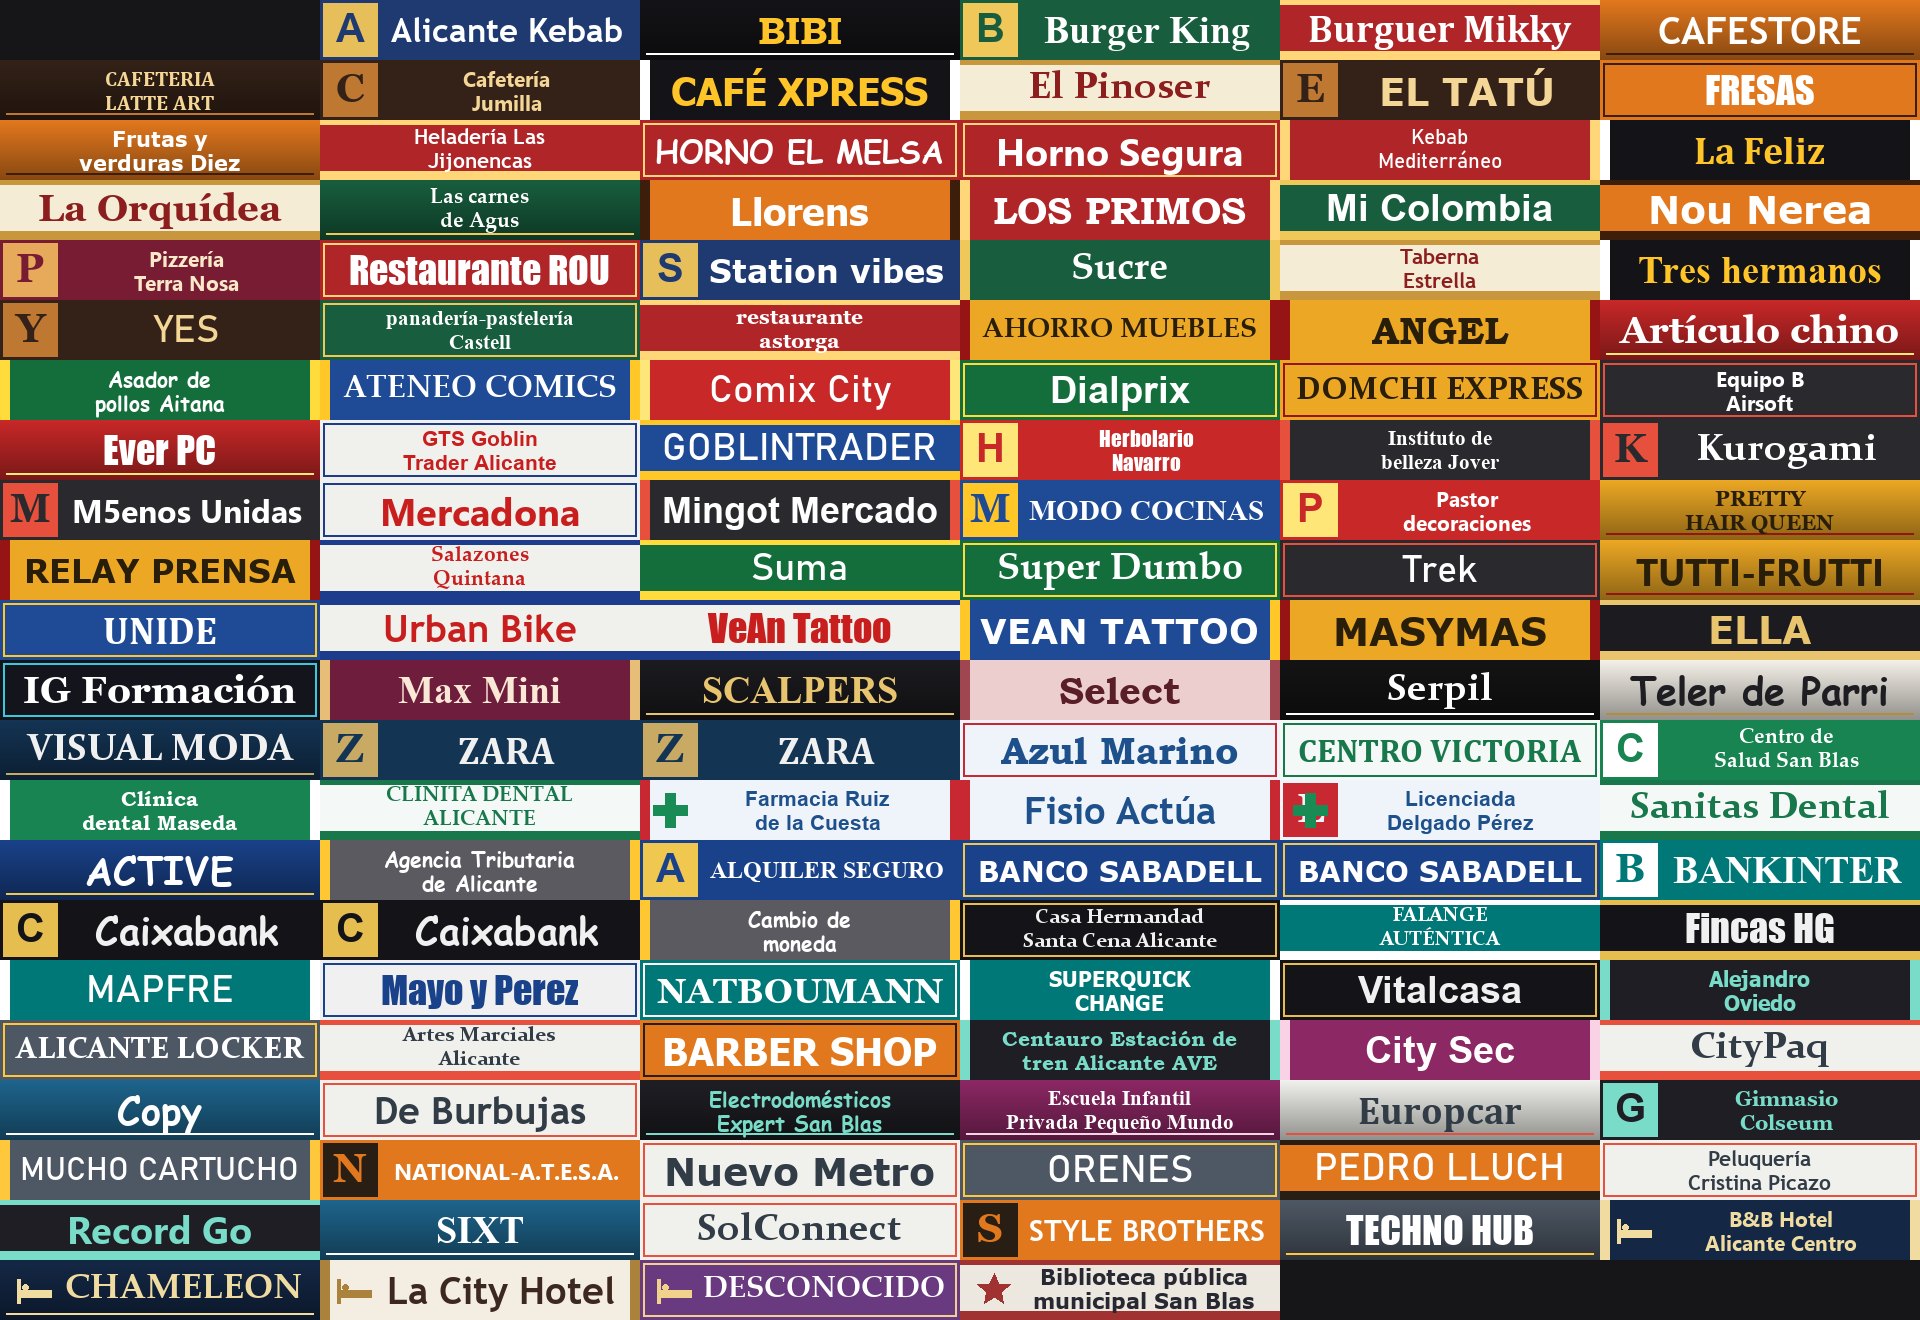 A Alicante Kebab
BIBI
B Burger King
Burguer Mikky
CAFESTORE
CAFETERIA
LATTE ART
C Cafetería
Jumilla
CAFÉ XPRESS
El Pinoser
E EL TATÚ
FRESAS
Frutas y
verduras Diez
Heladería Las
Jijonencas
HORNO EL MELSA
Horno Segura
Kebab
Mediterráneo
La Feliz
La Orquídea
Las carnes
de Agus
Llorens
LOS PRIMOS
Mi Colombia
Nou Nerea
P Pizzería
Terra Nosa
Restaurante ROU
S Station vibes
Sucre
Taberna
Estrella
Tres hermanos
Y YES
panadería-pastelería
Castell
restaurante
astorga
AHORRO MUEBLES
ANGEL
Artículo chino
Asador de
pollos Aitana
ATENEO COMICS
Comix City
Dialprix
DOMCHI EXPRESS
Equipo B
Airsoft
Ever PC
GTS Goblin
Trader Alicante
GOBLINTRADER
H Herbolario
Navarro
Instituto de
belleza Jover
K Kurogami
M M5enos Unidas
Mercadona
Mingot Mercado
M MODO COCINAS
P Pastor
decoraciones
PRETTY
HAIR QUEEN
RELAY PRENSA
Salazones
Quintana
Suma
Super Dumbo
Trek
TUTTI-FRUTTI
UNIDE
Urban Bike
VeAn Tattoo
VEAN TATTOO
MASYMAS
ELLA
IG Formación
Max Mini
SCALPERS
Select
Serpil
Teler de Parri
VISUAL MODA
Z ZARA
Z ZARA
Azul Marino
CENTRO VICTORIA
C Centro de
Salud San Blas
Clínica
dental Maseda
CLINITA DENTAL
ALICANTE
Farmacia Ruiz
de la Cuesta
Fisio Actúa
L Licenciada
Delgado Pérez
Sanitas Dental
ACTIVE
Agencia Tributaria
de Alicante
A ALQUILER SEGURO
BANCO SABADELL
BANCO SABADELL
B BANKINTER
C Caixabank
C Caixabank
Cambio de
moneda
Casa Hermandad
Santa Cena Alicante
FALANGE
AUTÉNTICA
Fincas HG
MAPFRE
Mayo y Perez
NATBOUMANN
SUPERQUICK
CHANGE
Vitalcasa
Alejandro
Oviedo
ALICANTE LOCKER
Artes Marciales
Alicante
BARBER SHOP
Centauro Estación de
tren Alicante AVE
City Sec
CityPaq
Copy
De Burbujas
Electrodomésticos
Expert San Blas
Escuela Infantil
Privada Pequeño Mundo
Europcar
G Gimnasio
Colseum
MUCHO CARTUCHO
N NATIONAL-A.T.E.S.A.
Nuevo Metro
ORENES
PEDRO LLUCH
Peluquería
Cristina Picazo
Record Go
SIXT
SolConnect
S STYLE BROTHERS
TECHNO HUB
B&B Hotel
Alicante Centro
CHAMELEON
La City Hotel
DESCONOCIDO
Biblioteca pública
municipal San Blas